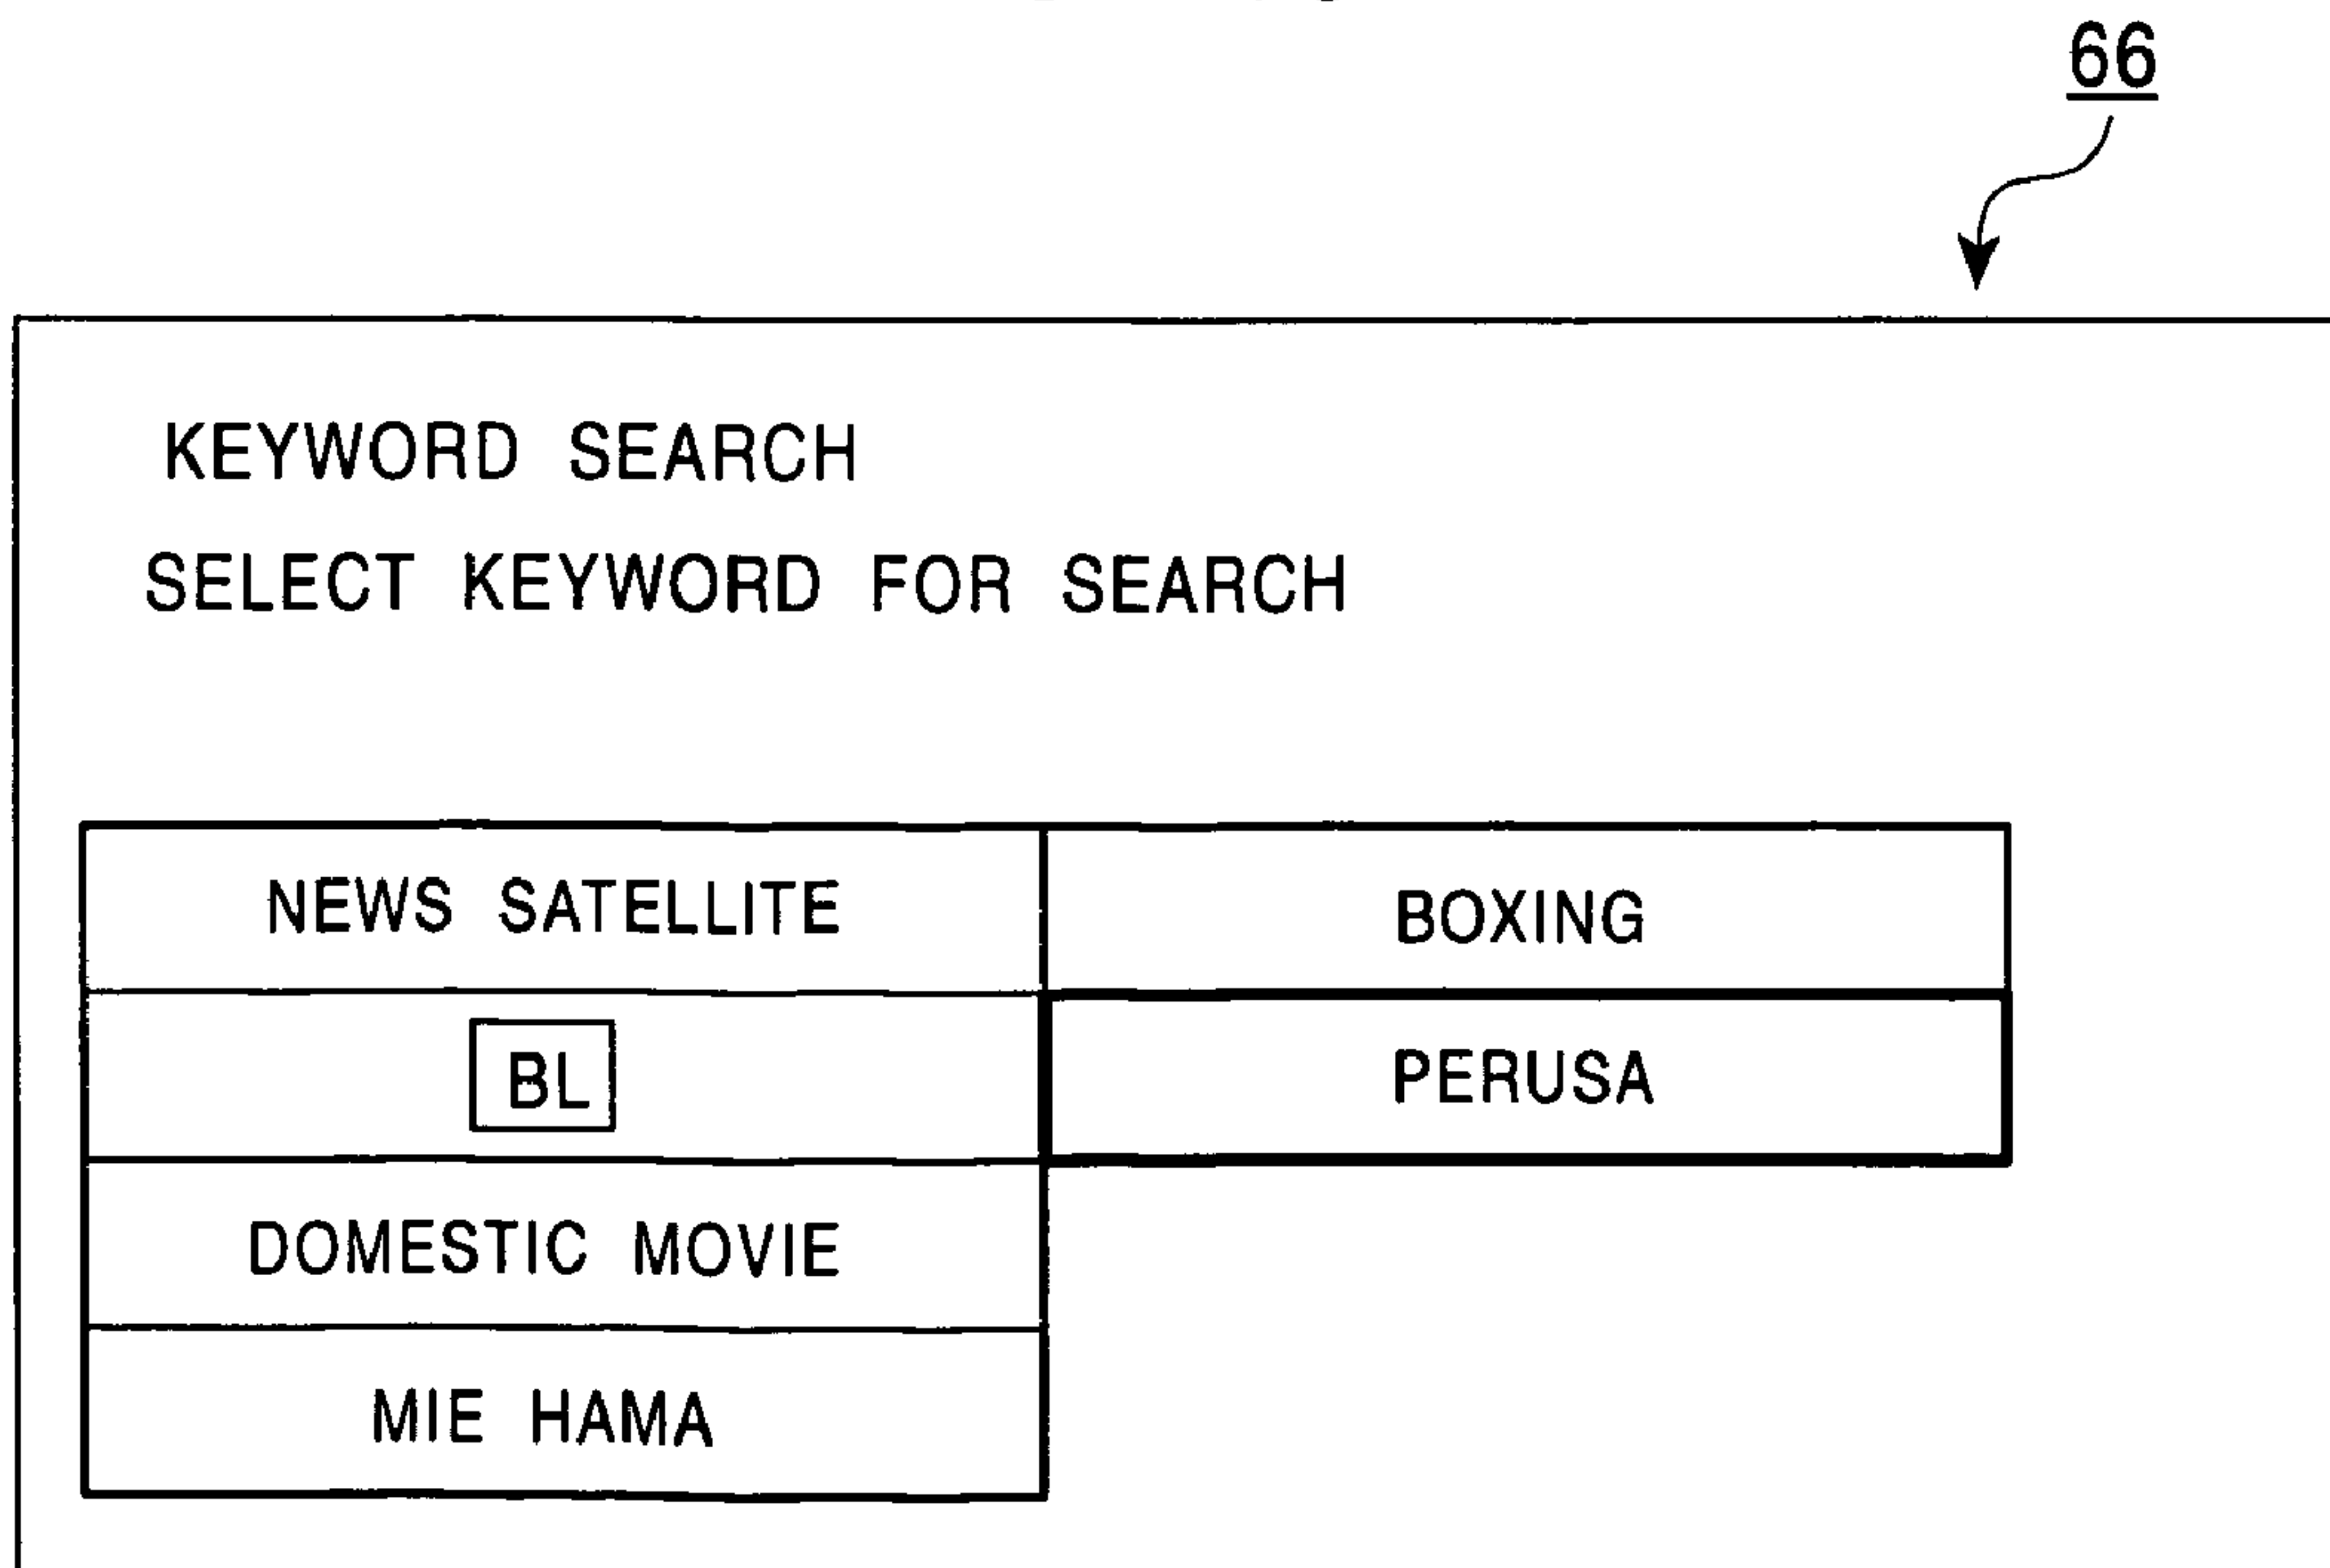 66
KEYWORD SEARCH
SELECT KEYWORD FOR SEARCH
NEWS SATELLITE BOXING
BL PERUSA
DOMESTIC MOVIE
MIE HAMA